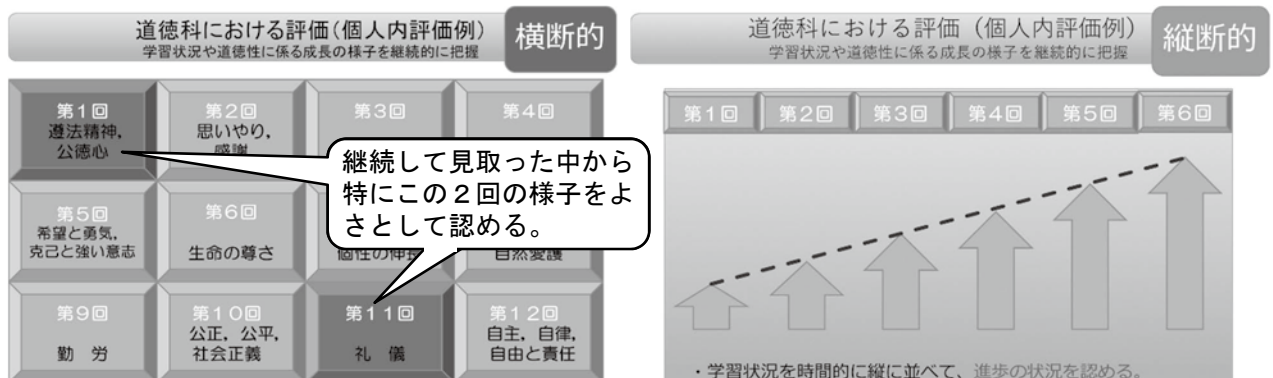 道徳科における評価(個人内評価例)
学習状況や道徳性に係る成長の様子を継続的に把握
横断的
第1回
遵法精神,
公徳心
第2回
思いやり,
感謝
第3回
第4回
継続して見取った中から
特にこの2回の様子をよ
さとして認める。
第5回
希望と勇気,
克己と強い意志
第6回
生命の尊さ
個性の伸長
自然愛護
第9回
勤 労
第10回
公正, 公平,
社会正義
第11回
礼 儀
第12回
自主, 自律,
自由と責任
道徳科における評価 (個人内評価例)
学習状況や道徳性に係る成長の様子を継続的に把握
縦断的
第1回
第2回
第3回
第4回
第5回
第6回
・学習状況を時間的に縦に並べて、進歩の状況を認める。